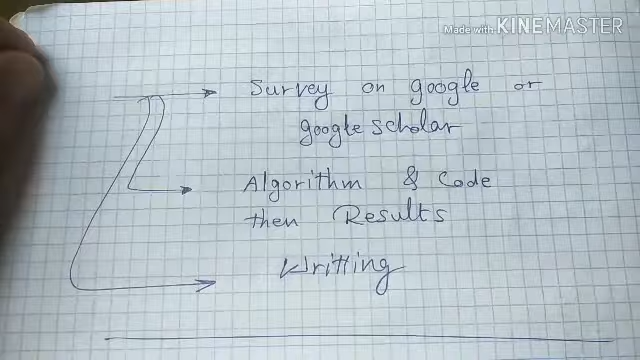 Made with KINEMASTER
Survey on google or
google scholar
Algorithm & Code
then Results
Writting